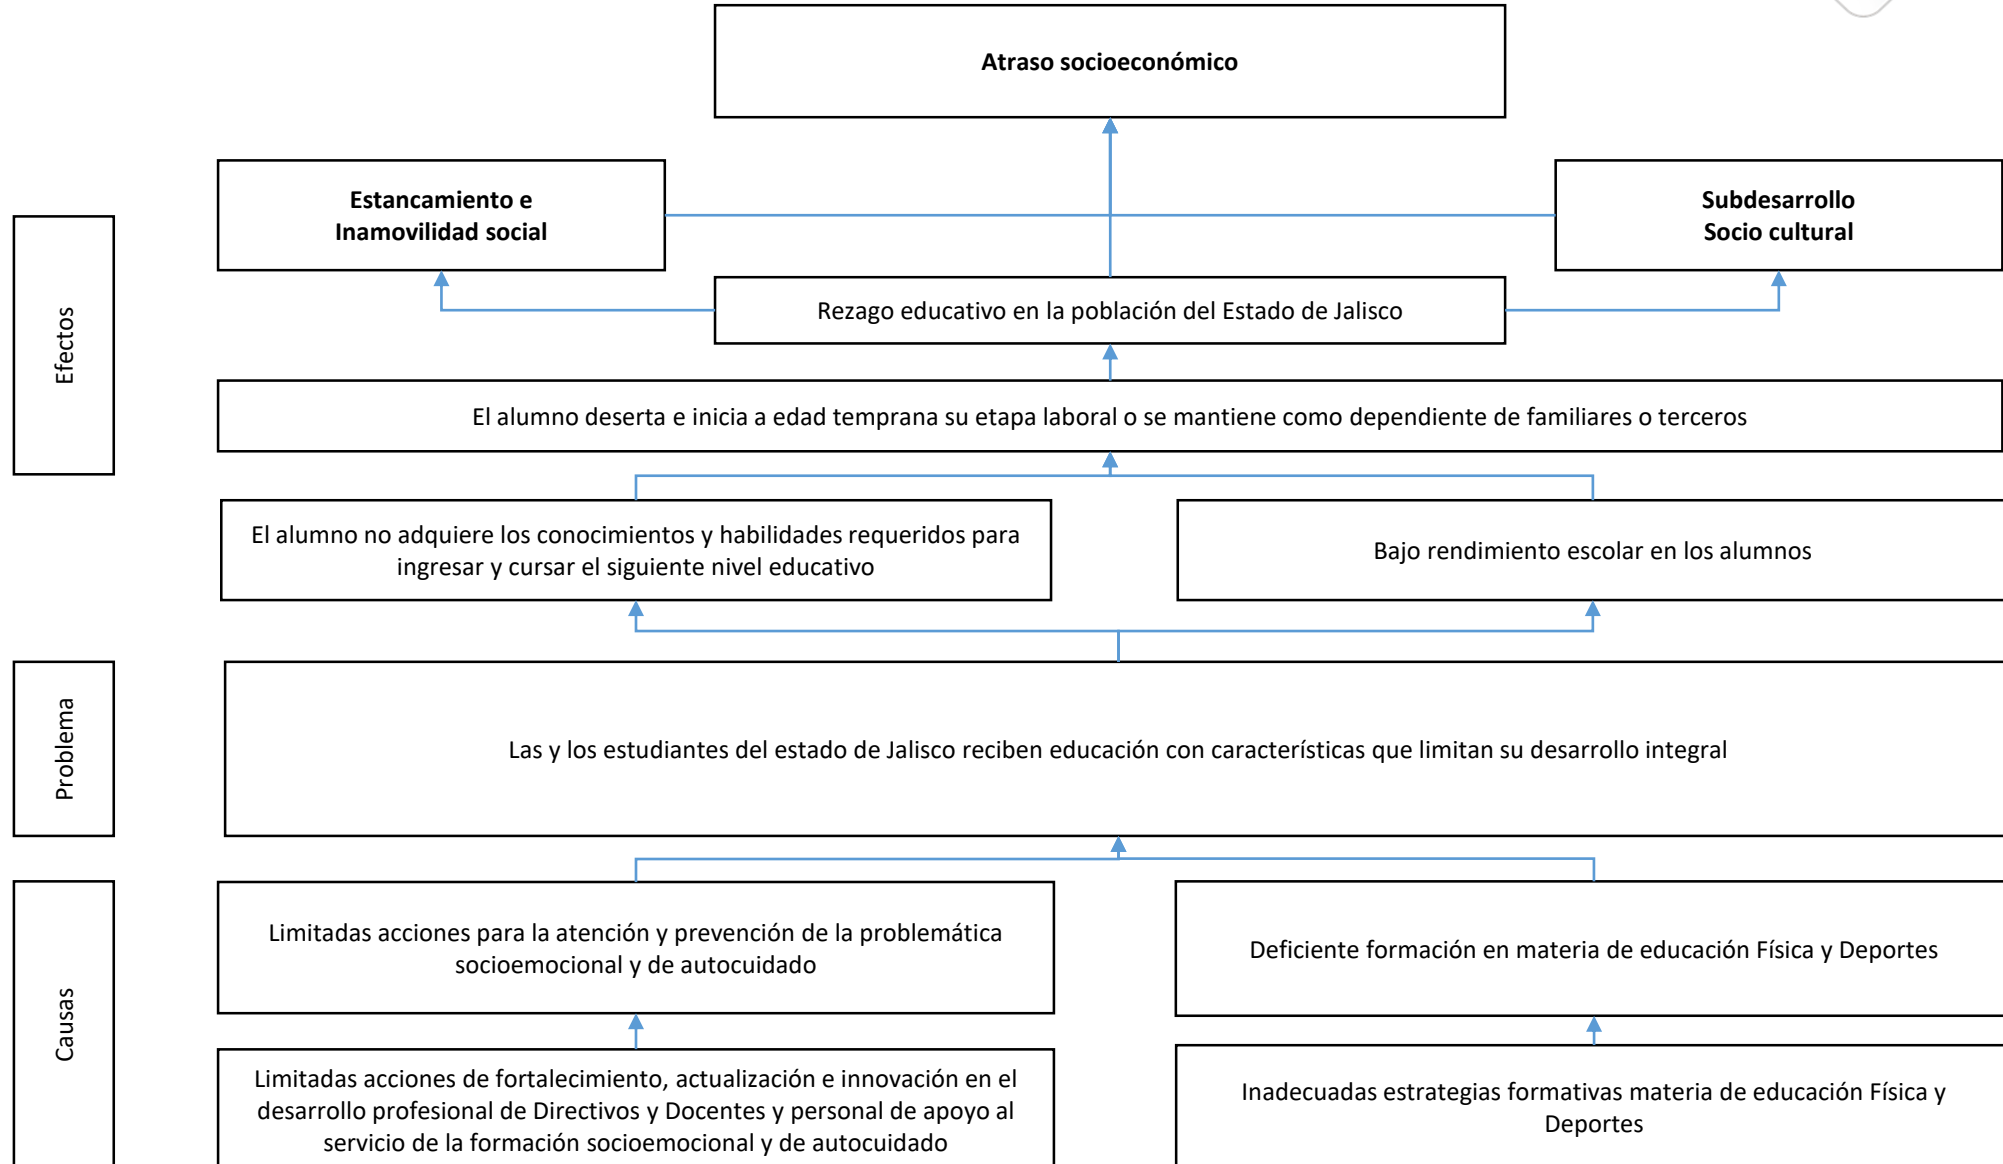 Atraso socioeconómico
Estancamiento e
Inamovilidad social
Subdesarrollo
Socio cultural
Efectos
Rezago educativo en la población del Estado de Jalisco
El alumno deserta e inicia a edad temprana su etapa laboral o se mantiene como dependiente de familiares o terceros
El alumno no adquiere los conocimientos y habilidades requeridos para
ingresar y cursar el siguiente nivel educativo
Bajo rendimiento escolar en los alumnos
Problema
Las y los estudiantes del estado de Jalisco reciben educación con características que limitan su desarrollo integral
Causas
Limitadas acciones para la atención y prevención de la problemática
socioemocional y de autocuidado
Deficiente formación en materia de educación Física y Deportes
Limitadas acciones de fortalecimiento, actualización e innovación en el
desarrollo profesional de Directivos y Docentes y personal de apoyo al
servicio de la formación socioemocional y de autocuidado
Inadecuadas estrategias formativas materia de educación Física y
Deportes